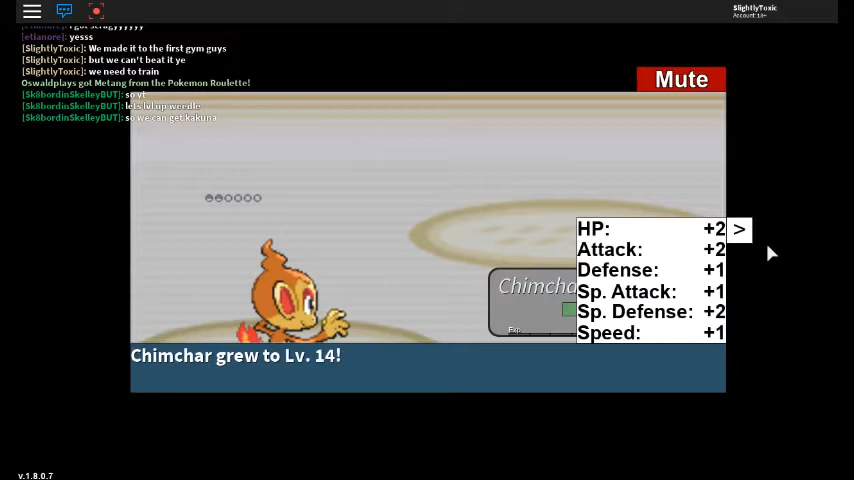 SlightlyToxic
Account: 13+
[etianore]: yesss
[SlightlyToxic]: We made it to the first gym guys
[SlightlyToxic]: but we can't beat it ye
[SlightlyToxic]: we need to train
Oswaldplays got Metang from the Pokemon Roulette!
[Sk8bordinSkelleyBUT]: so yt
[Sk8bordinSkelleyBUT]: lets lvl up weedle
[Sk8bordinSkelleyBUT]: so we can get kakuna
Mute
HP: +2 >
Attack: +2
Defense: +1
Sp. Attack: +1
Sp. Defense: +2
Speed: +1
Chimcha
Exp
Chimchar grew to Lv. 14!
v.1.8.0.7